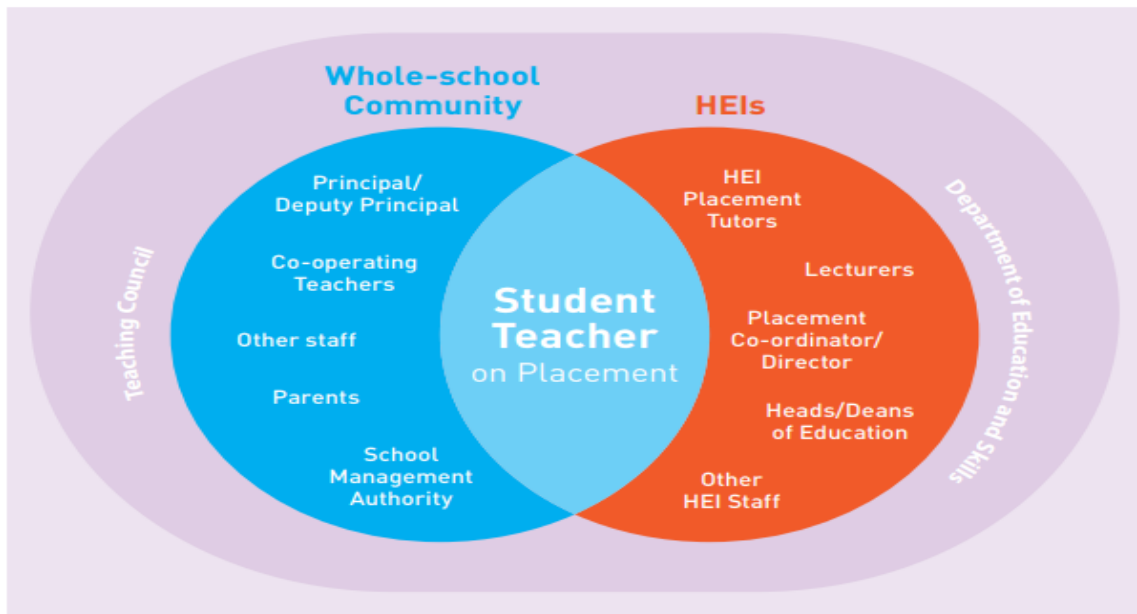 Whole-school
Community
HEIs
Teaching Council
Principal/
Deputy Principal
Co-operating
Teachers
Other staff
Parents
School
Management
Authority
Student
Teacher
on Placement
HEI
Placement
Tutors
Lecturers
Placement
Co-ordinator/
Director
Heads/Deans
of Education
Other
HEI Staff
Department of Education and Skills